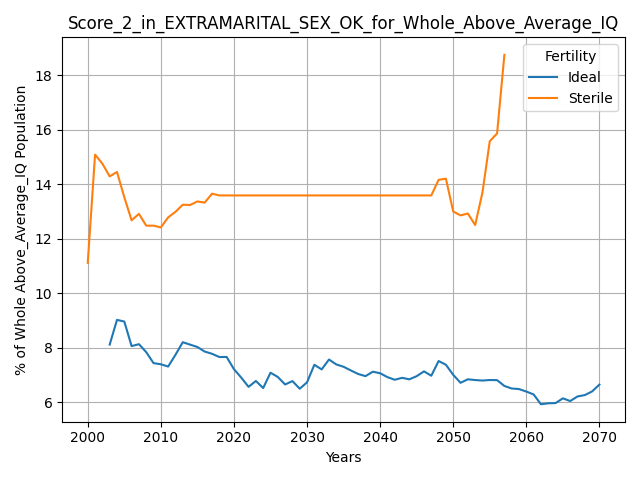 Score_2_in_EXTRAMARITAL_SEX_OK_for_Whole_Above_Average_IQ
Fertility
Ideal
Sterile
% of Whole Above_Average_IQ Population
18
16
14
12
10
8
6
2000 2010 2020 2030 2040 2050 2060 2070
Years